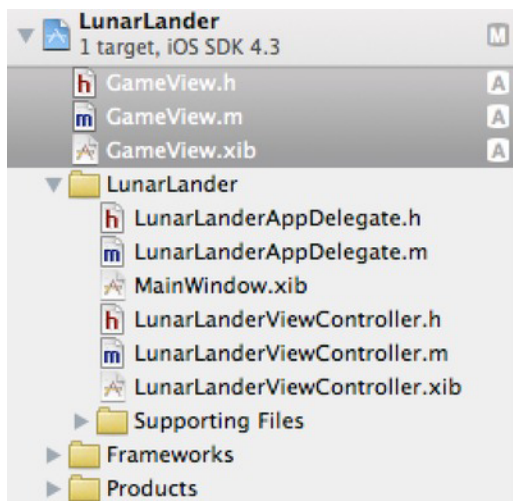 LunarLander
1 target, iOS SDK 4.3
M
h GameView.h A
m GameView.m A
GameView.xib A
LunarLander
h LunarLanderAppDelegate.h
m LunarLanderAppDelegate.m
MainWindow.xib
h LunarLanderViewController.h
m LunarLanderViewController.m
LunarLanderViewController.xib
Supporting Files
Frameworks
Products